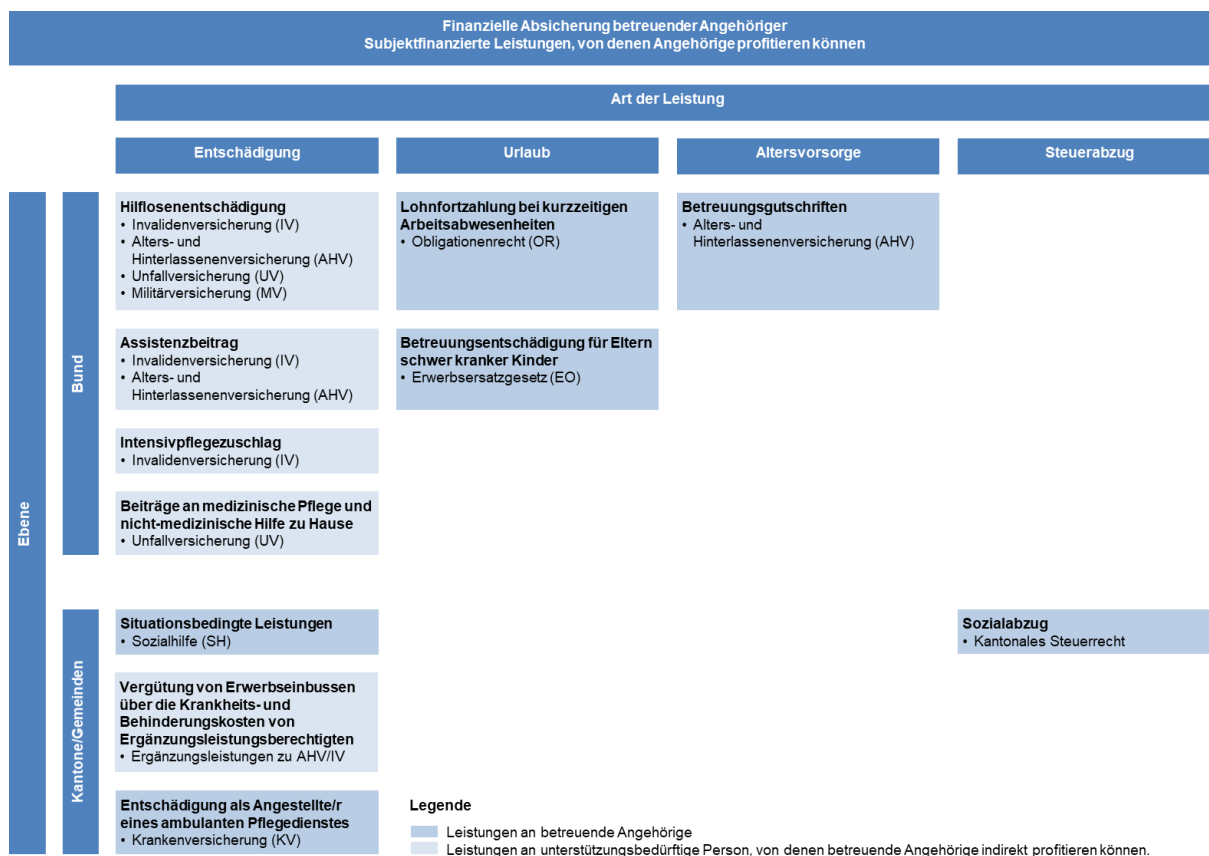 Finanzielle Absicherung betreuender Angehöriger
Subjektfinanzierte Leistungen, von denen Angehörige profitieren können
Art der Leistung
Entschädigung
Urlaub
Altersvorsorge
Steuerabzug
Ebene
Bund
Hilflosenentschädigung
• Invalidenversicherung (IV)
• Alters- und
Hinterlassenenversicherung (AHV)
• Unfallversicherung (UV)
• Militärversicherung (MV)
Lohnfortzahlung bei kurzzeitigen
Arbeitsabwesenheiten
• Obligationenrecht (OR)
Betreuungsgutschriften
• Alters- und
Hinterlassenenversicherung (AHV)
Assistenzbeitrag
• Invalidenversicherung (IV)
• Alters- und
Hinterlassenenversicherung (AHV)
Betreuungsentschädigung für Eltern
schwer kranker Kinder
• Erwerbsersatzgesetz (EO)
Intensivpflegezuschlag
• Invalidenversicherung (IV)
Beiträge an medizinische Pflege und
nicht-medizinische Hilfe zu Hause
• Unfallversicherung (UV)
Kantone/Gemeinden
Situationsbedingte Leistungen
• Sozialhilfe (SH)
Sozialabzug
• Kantonales Steuerrecht
Vergütung von Erwerbseinbussen
über die Krankheits- und
Behinderungskosten von
Ergänzungsleistungsberechtigten
• Ergänzungsleistungen zu AHV/IV
Entschädigung als Angestellte/r
eines ambulanten Pflegedienstes
• Krankenversicherung (KV)
Legende
Leistungen an betreuende Angehörige
Leistungen an unterstützungsbedürftige Person, von denen betreuende Angehörige indirekt profitieren können.